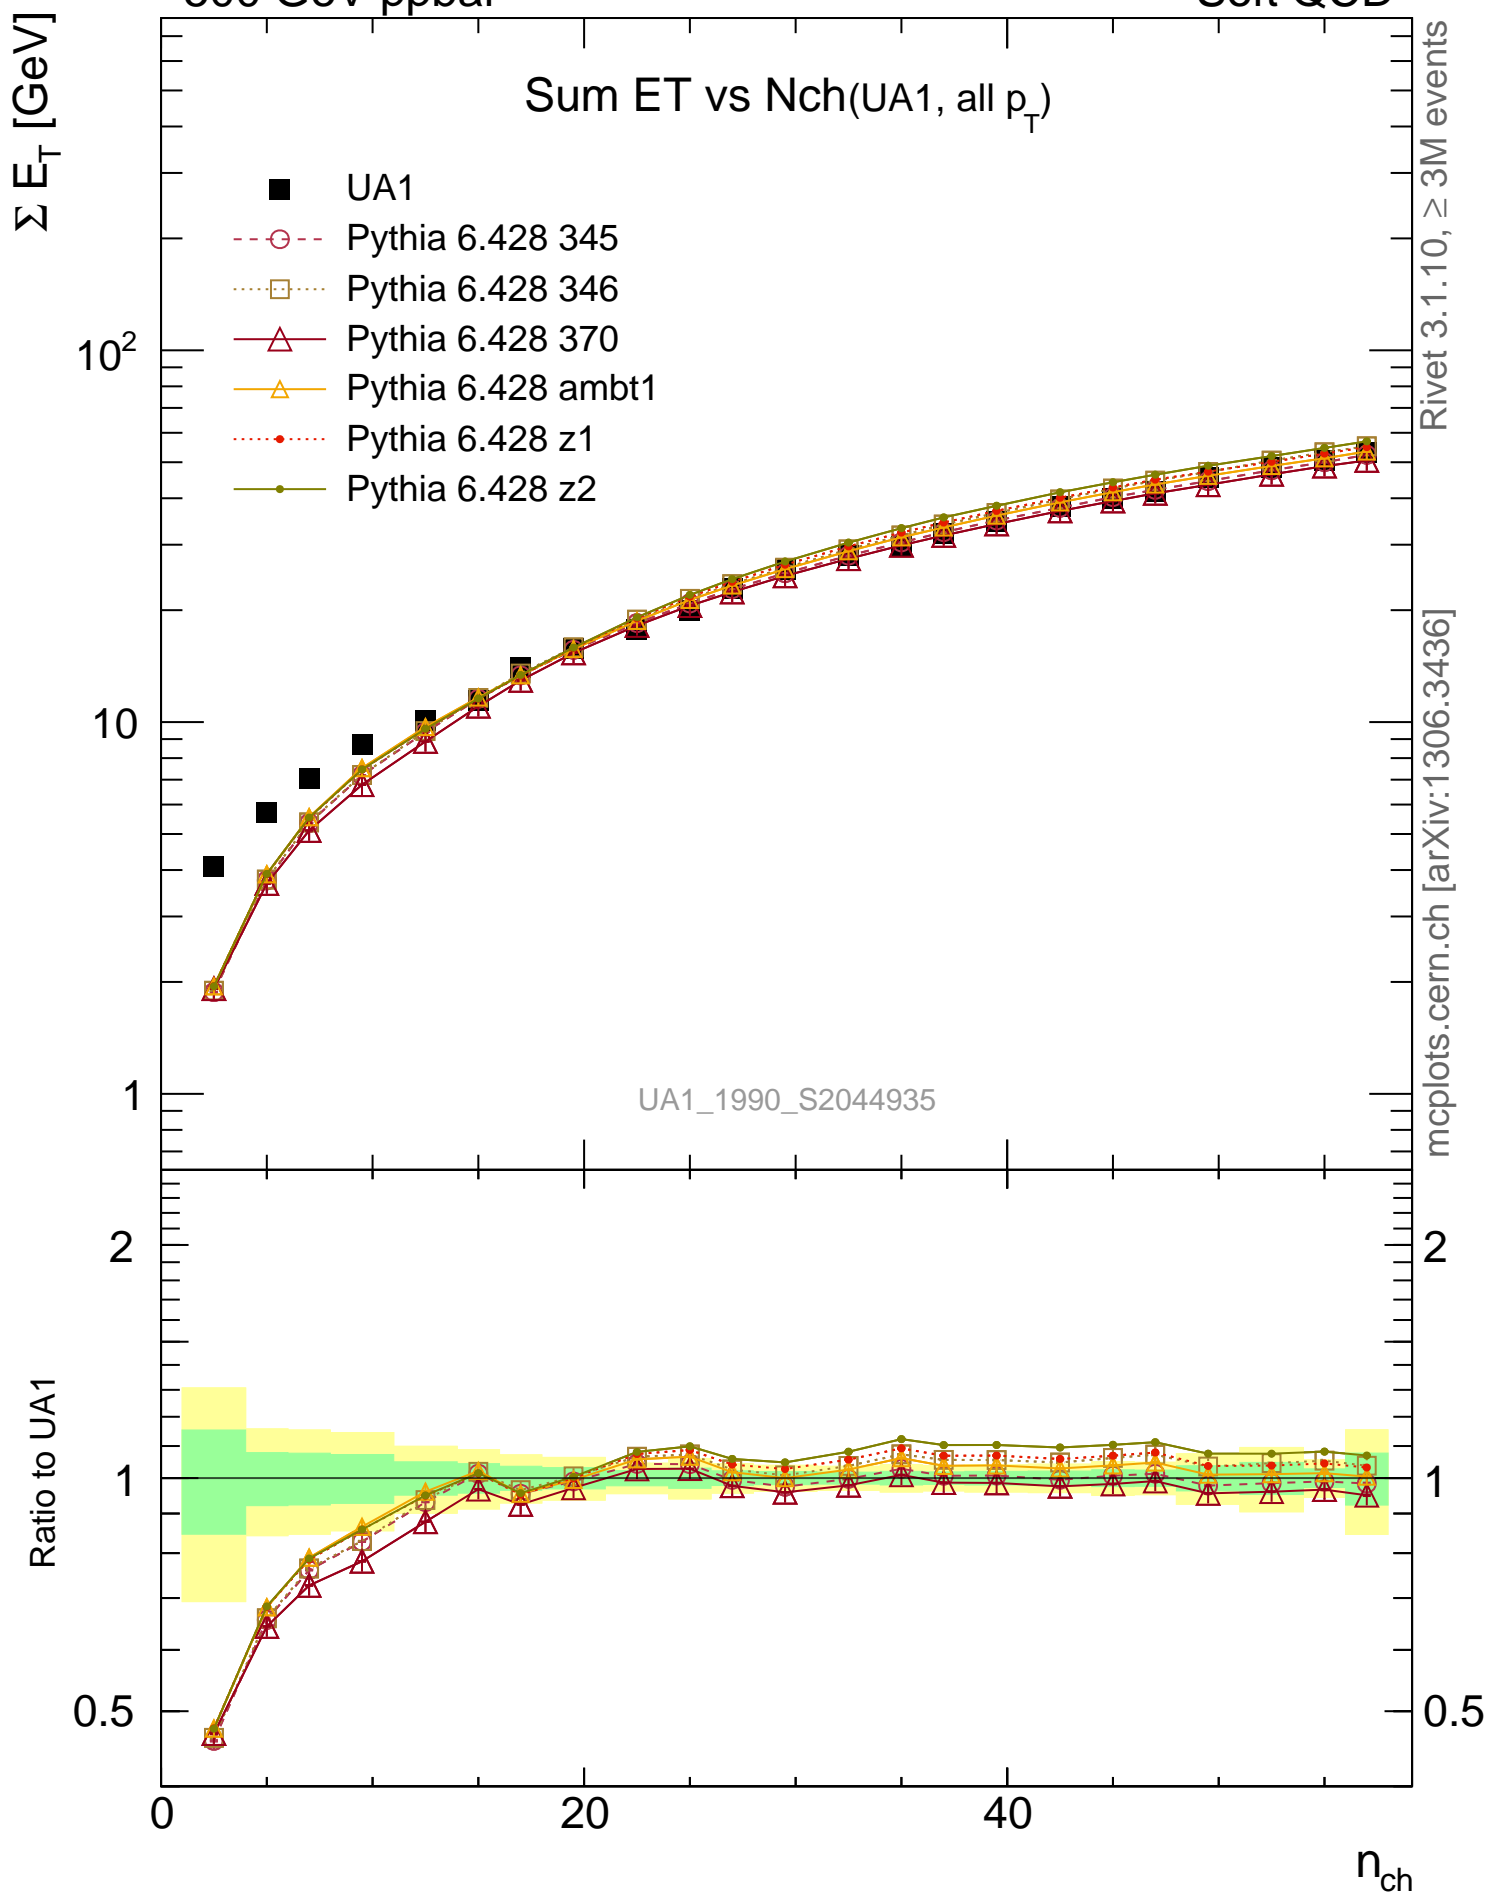 Σ E_T [GeV]
Sum ET vs Nch(UA1, all p_T)
UA1
Pythia 6.428 345
Pythia 6.428 346
Pythia 6.428 370
Pythia 6.428 ambt1
Pythia 6.428 z1
Pythia 6.428 z2
10²
10
1
UA1_1990_S2044935
Rivet 3.1.10, ≥ 3M events
mcplots.cern.ch [arXiv:1306.3436]
Ratio to UA1
2
1
0.5
2
1
0.5
0
20
40
n_ch